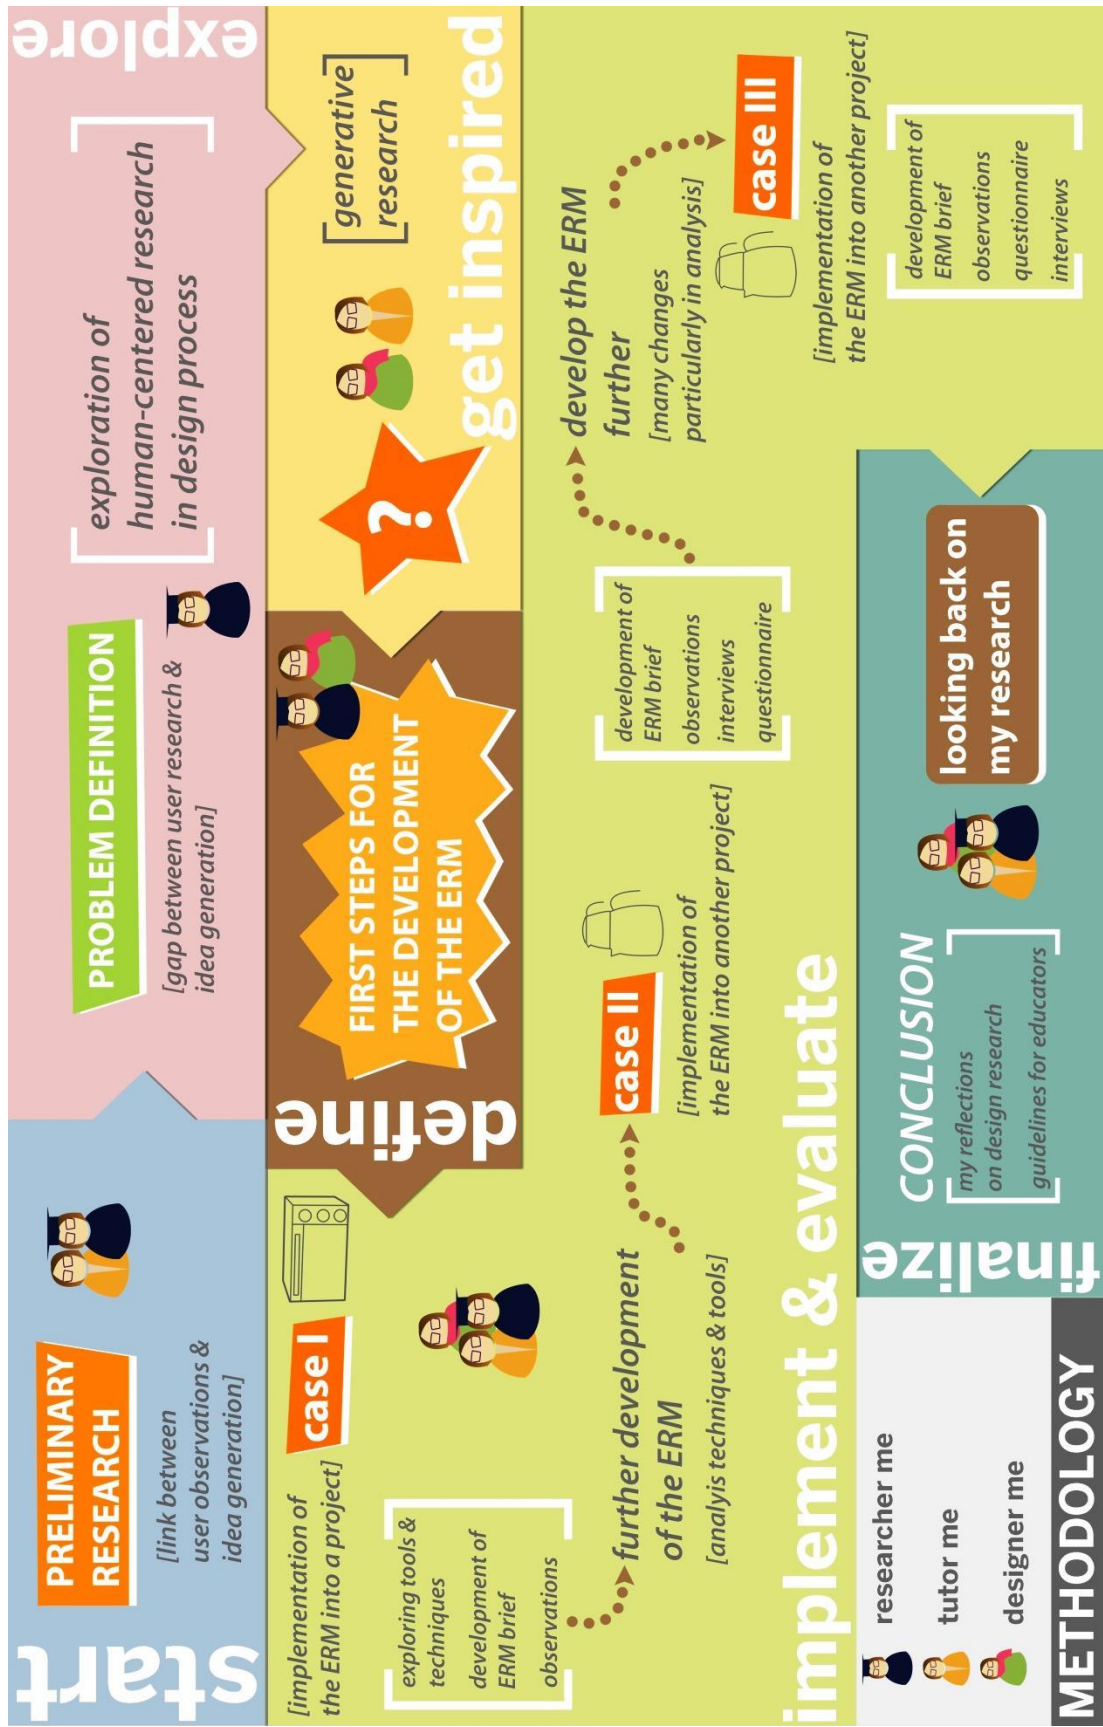 start
PRELIMINARY
RESEARCH
[link between
user observations &
idea generation]
explore
PROBLEM DEFINITION
[gap between user research &
idea generation]
exploration of
human-centered research
in design process
get inspired
generative
research
?
define
FIRST STEPS FOR
THE DEVELOPMENT
OF THE ERM
implement & evaluate
case I
[implementation of
the ERM into a project]
exploring tools &
techniques
development of
ERM brief
observations
further development
of the ERM
[analyis techniques & tools]
case II
[implementation of
the ERM into another project]
development of
ERM brief
observations
interviews
questionnaire
develop the ERM
further
[many changes
particularly in analysis]
case III
[implementation of
the ERM into another project]
development of
ERM brief
observations
questionnaire
interviews
finalize
CONCLUSION
my reflections
on design research
guidelines for educators
looking back on
my research
researcher me
tutor me
designer me
METHODOLOGY